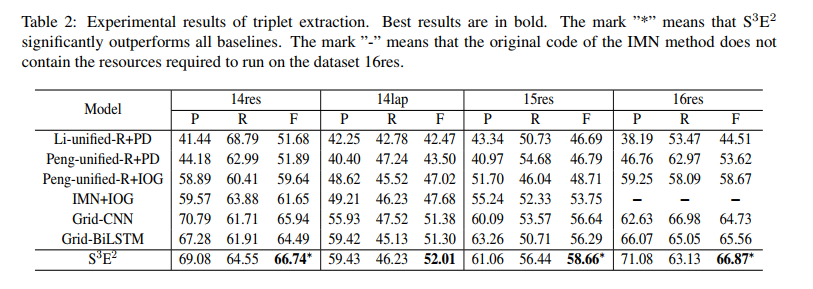 Table 2: Experimental results of triplet extraction. Best results are in bold. The mark ”*” means that S³E²
significantly outperforms all baselines. The mark ”-” means that the original code of the IMN method does not
contain the resources required to run on the dataset 16res.
Model 14res 14lap 15res 16res
P R F P R F P R F P R F
Li-unified-R+PD 41.44 68.79 51.68 42.25 42.78 42.47 43.34 50.73 46.69 38.19 53.47 44.51
Peng-unified-R+PD 44.18 62.99 51.89 40.40 47.24 43.50 40.97 54.68 46.79 46.76 62.97 53.62
Peng-unified-R+IOG 58.89 60.41 59.64 48.62 45.52 47.02 51.70 46.04 48.71 59.25 58.09 58.67
IMN+IOG 59.57 63.88 61.65 49.21 46.23 47.68 55.24 52.33 53.75 – – –
Grid-CNN 70.79 61.71 65.94 55.93 47.52 51.38 60.09 53.57 56.64 62.63 66.98 64.73
Grid-BiLSTM 67.28 61.91 64.49 59.42 45.13 51.30 63.26 50.71 56.29 66.07 65.05 65.56
S³E² 69.08 64.55 66.74* 59.43 46.23 52.01 61.06 56.44 58.66* 71.08 63.13 66.87*